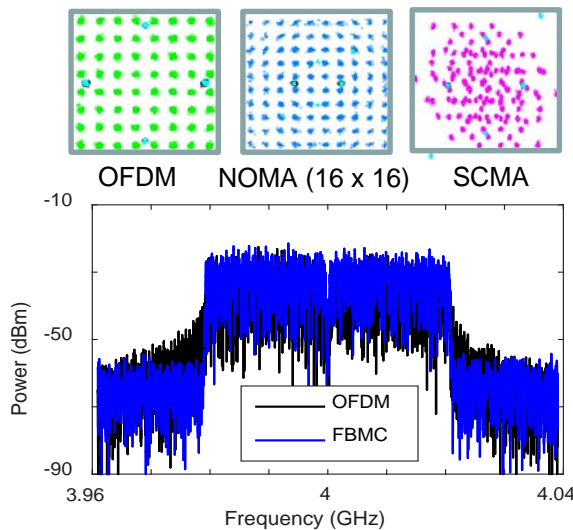 OFDM NOMA (16 x 16) SCMA
-10
-50
-90
Power (dBm)
OFDM
FBMC
3.96 4 4.04
Frequency (GHz)